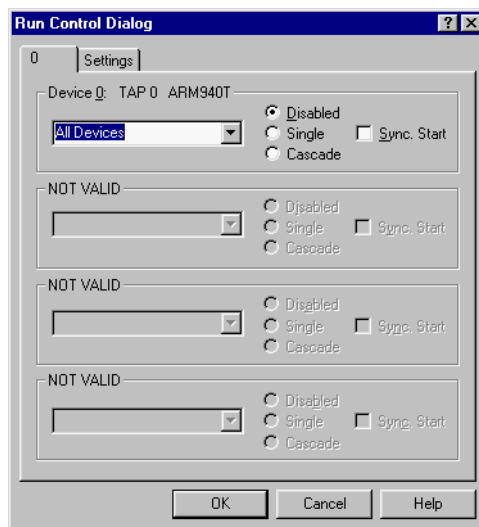 Run Control Dialog
0 Settings
Device 0: TAP 0 ARM940T
All Devices
Disabled
Single
Cascade
Sync. Start
NOT VALID
Disabled
Single
Cascade
Sync. Start
NOT VALID
Disabled
Single
Cascade
Sync. Start
NOT VALID
Disabled
Single
Cascade
Sync. Start
OK Cancel Help